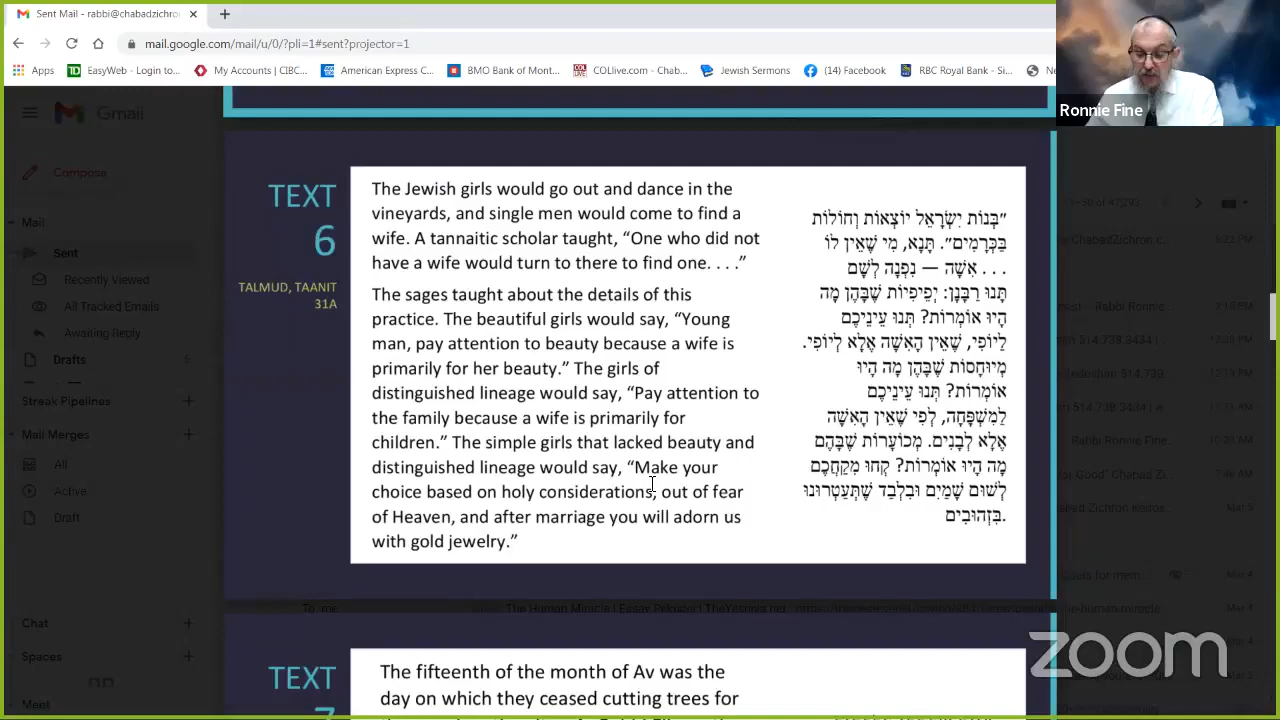 Sent Mail - rabbi@chabadzichro
mail.google.com/mail/u/0/?pli=1#sent?projector=1
Apps
EasyWeb - Login to...
My Accounts | CIBC...
American Express C...
BMO Bank of Mont...
COLlive.com - Chab...
Jewish Sermons
(14) Facebook
RBC Royal Bank - Si...
Ronnie Fine
Gmail
Compose
Mail
Sent
Recently Viewed
All Tracked Emails
Awaiting Reply
Drafts
Streak Pipelines
Mail Merges
All
Active
Draft
Chat
Spaces
Meet
TEXT
6
TALMUD, TAANIT
31A
The Jewish girls would go out and dance in the
vineyards, and single men would come to find a
wife. A tannaitic scholar taught, “One who did not
have a wife would turn to there to find one. . . .”
The sages taught about the details of this
practice. The beautiful girls would say, “Young
man, pay attention to beauty because a wife is
primarily for her beauty.” The girls of
distinguished lineage would say, “Pay attention to
the family because a wife is primarily for
children.” The simple girls that lacked beauty and
distinguished lineage would say, “Make your
choice based on holy considerations, out of fear
of Heaven, and after marriage you will adorn us
with gold jewelry.”
״בְּנוֹת יִשְׂרָאֵל יוֹצְאוֹת וְחוֹלוֹת
בַּכְּרָמִים״. תָּנָא, מִי שֶׁאֵין לוֹ
אִשָּׁה — נִפְנֶה לְשָׁם . . .
תָּנוּ רַבָּנָן: יְפֵיפִיּוֹת שֶׁבָּהֶן מֶה
הָיוּ אוֹמְרוֹת? תְּנוּ עֵינֵיכֶם
לַיּוֹפִי, שֶׁאֵין הָאִשָּׁה אֶלָּא לְיוֹפִי.
מְיוּחָסוֹת שֶׁבָּהֶן מֶה הָיוּ
אוֹמְרוֹת? תְּנוּ עֵינֵיכֶם
לַמִּשְׁפָּחָה, לְפִי שֶׁאֵין הָאִשָּׁה
אֶלָּא לְבָנִים. מְכוֹעָרוֹת שֶׁבָּהֶם
מָה הָיוּ אוֹמְרוֹת? קְחוּ מִקַּחֲכֶם
לְשׁוּם שָׁמַיִם וּבִלְבַד שֶׁתְּעַטְּרוּנוּ
בִּזְהוּבִים.
TEXT
The fifteenth of the month of Av was the
day on which they ceased cutting trees for
zoom